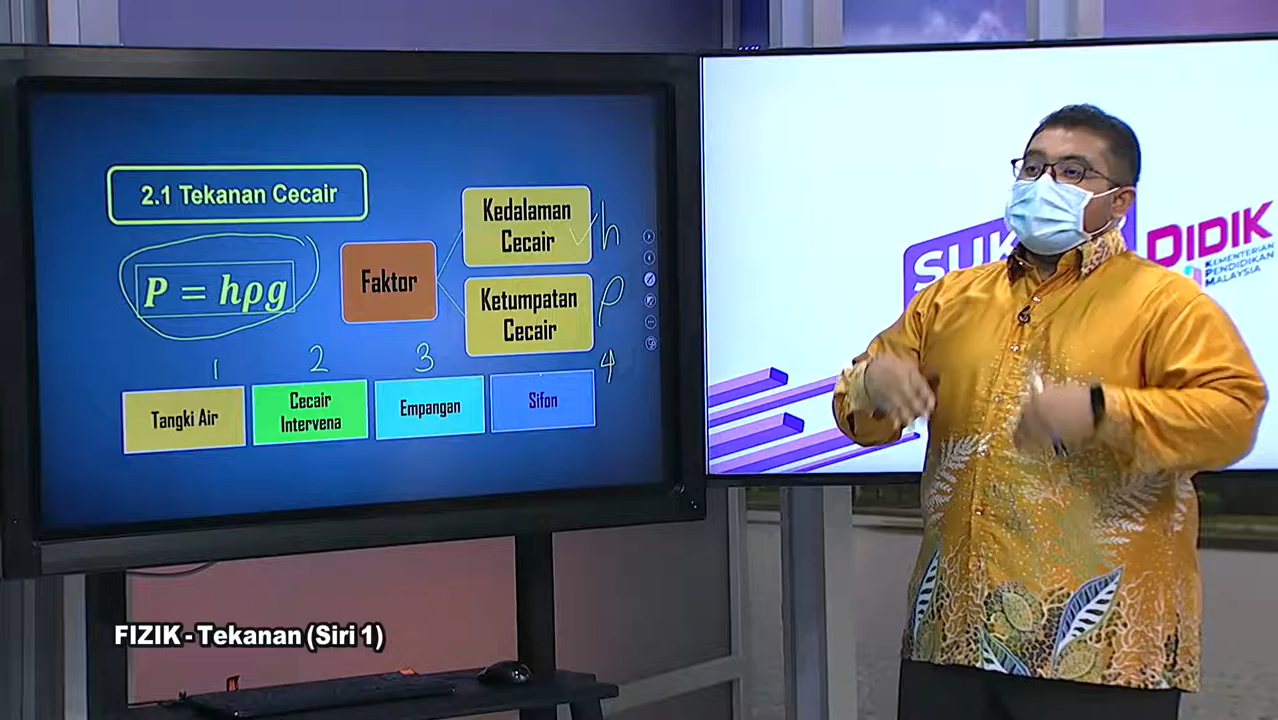 2.1 Tekanan Cecair
P = hρg
Faktor
Kedalaman
Cecair
h
Ketumpatan
Cecair
ρ
1
2
3
4
Tangki Air
Cecair
Intervena
Empangan
Sifon
DIDIK
KEMENTERIAN
PENDIDIKAN
MALAYSIA
FIZIK - Tekanan (Siri 1)